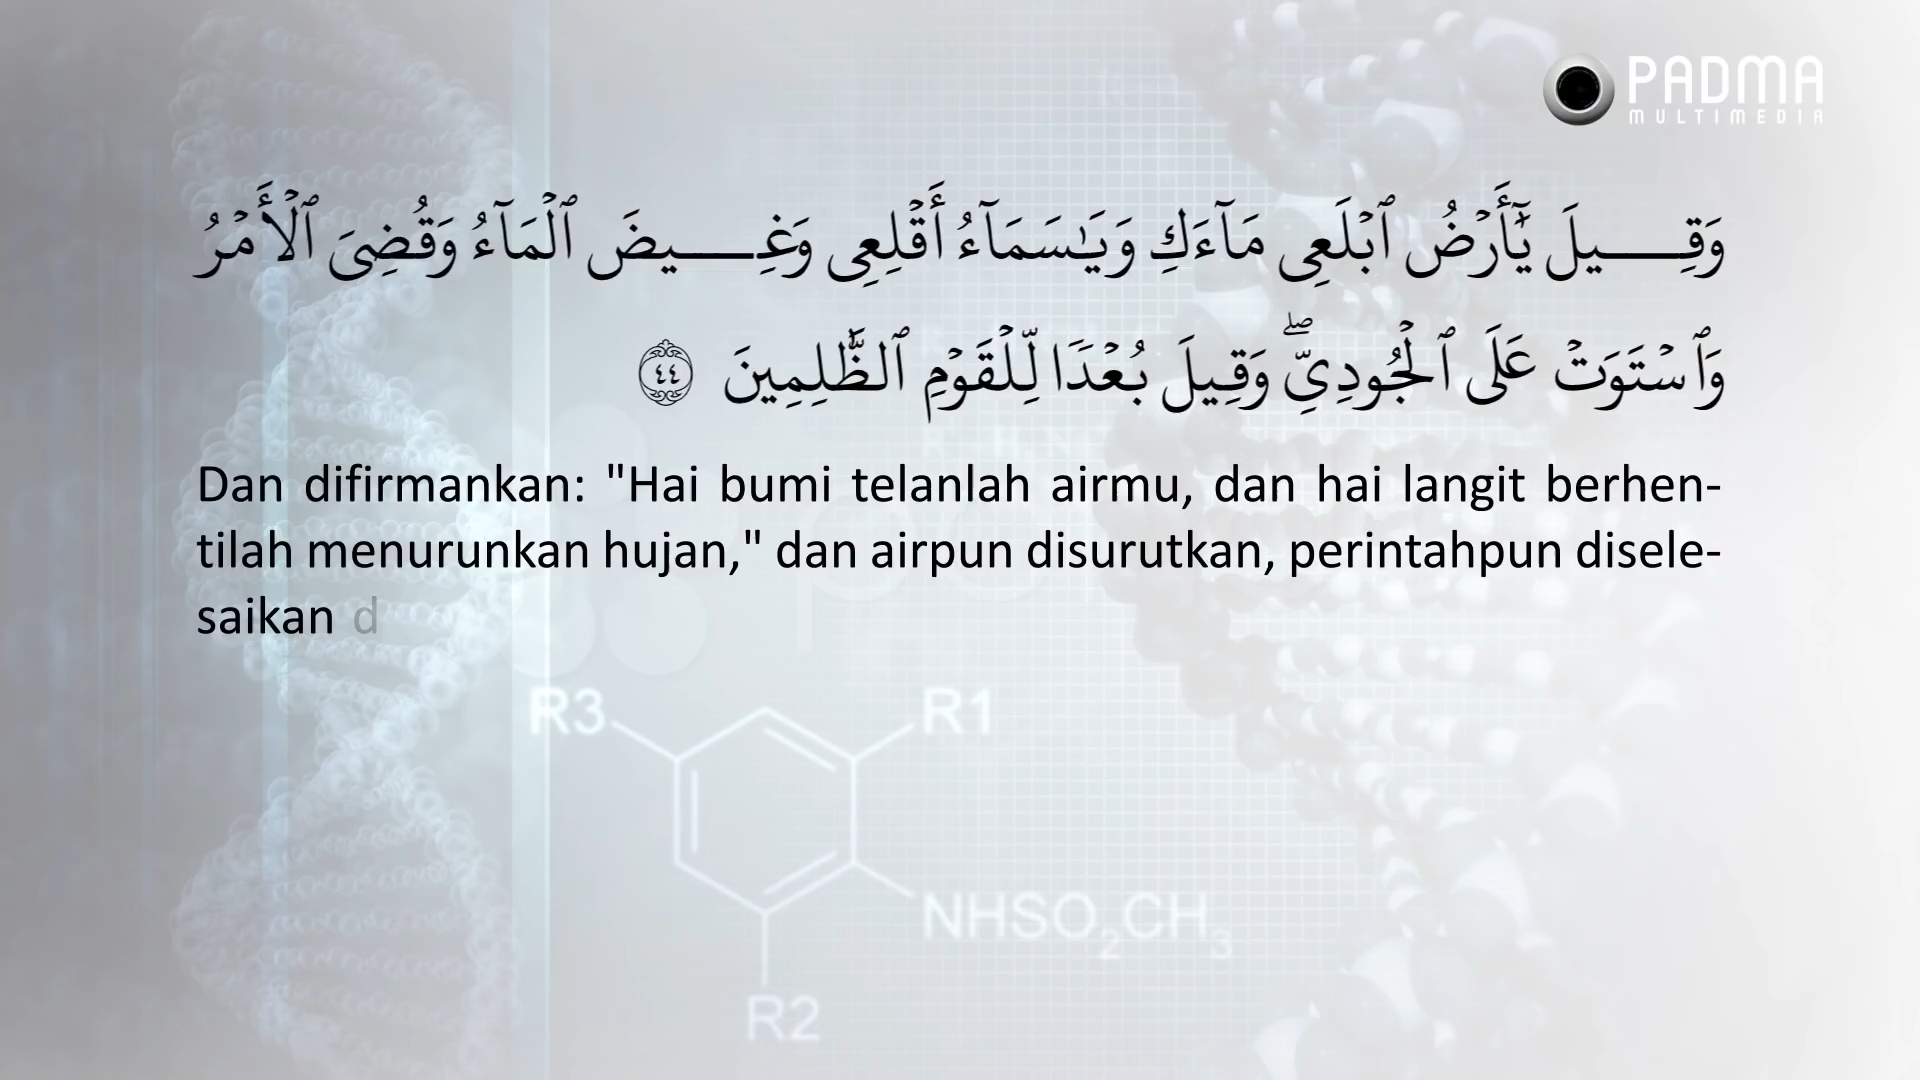 PADMA
MULTIMEDIA
وَقِيلَ يَٰٓأَرْضُ ٱبْلَعِى مَآءَكِ وَيَٰسَمَآءُ أَقْلِعِى وَغِيضَ ٱلْمَآءُ وَقُضِىَ ٱلْأَمْرُ
وَٱسْتَوَتْ عَلَى ٱلْجُودِىِّ ۖ وَقِيلَ بُعْدًا لِّلْقَوْمِ ٱلظَّٰلِمِينَ ٤٤
Dan difirmankan: "Hai bumi telanlah airmu, dan hai langit berhen-
tilah menurunkan hujan," dan airpun disurutkan, perintahpun disele-
saikan d
R3
R1
NHSO₂CH₃
R2